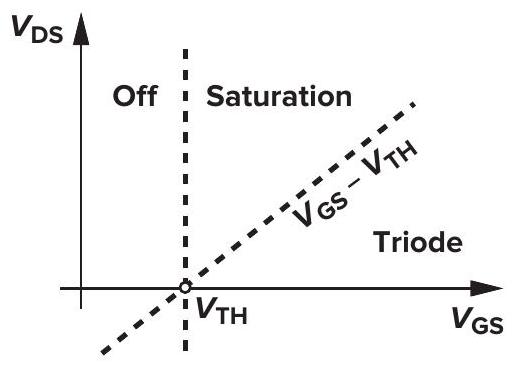 VDS
Off
Saturation
VGS – VTH
Triode
VTH
VGS